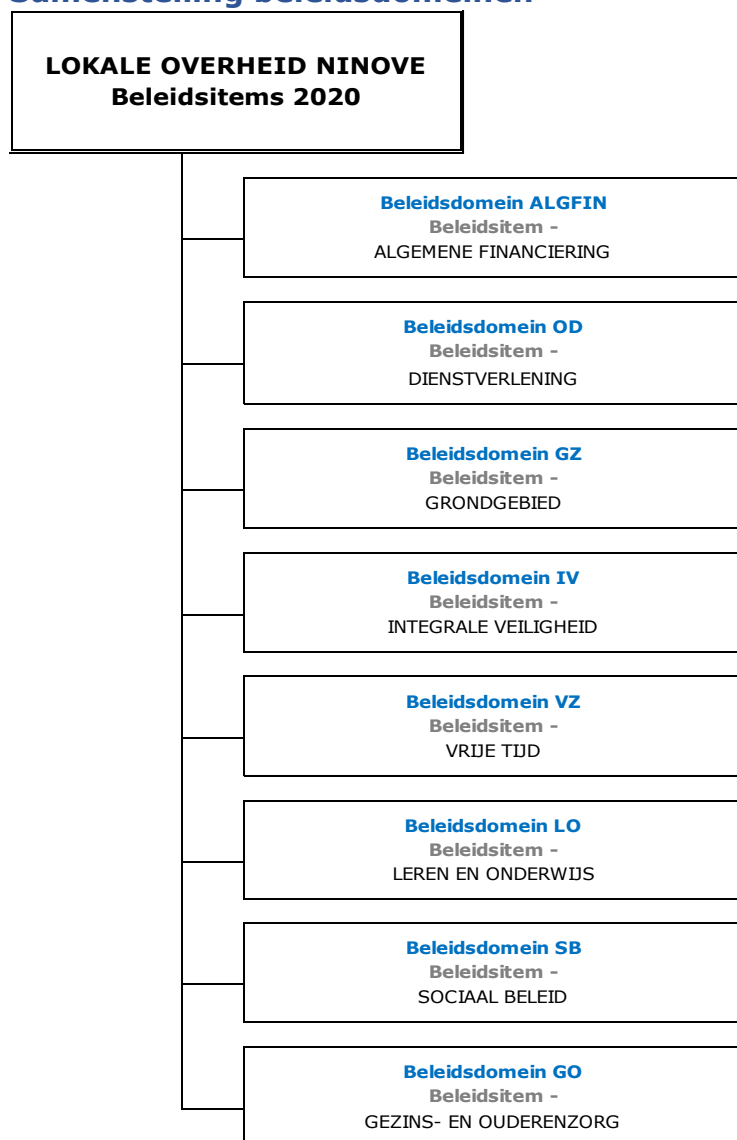 Samenstelling beleidsdomeinen
LOKALE OVERHEID NINOVE
Beleidsitems 2020
Beleidsdomein ALGFIN
Beleidsitem -
ALGEMENE FINANCIERING
Beleidsdomein OD
Beleidsitem -
DIENSTVERLENING
Beleidsdomein GZ
Beleidsitem -
GRONDGEBIED
Beleidsdomein IV
Beleidsitem -
INTEGRALE VEILIGHEID
Beleidsdomein VZ
Beleidsitem -
VRIJE TIJD
Beleidsdomein LO
Beleidsitem -
LEREN EN ONDERWIJS
Beleidsdomein SB
Beleidsitem -
SOCIAAL BELEID
Beleidsdomein GO
Beleidsitem -
GEZINS- EN OUDERENZORG